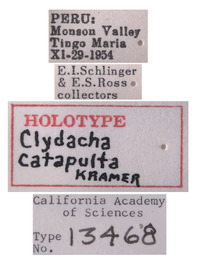 PERU:
Monson Valley
Tingo Maria
XI-29-1954
E.I.Schlinger
& E.S.Ross
collectors
HOLOTYPE
Clydacha
catapulta
KRAMER
California Academy
of Sciences
Type
No. 13468